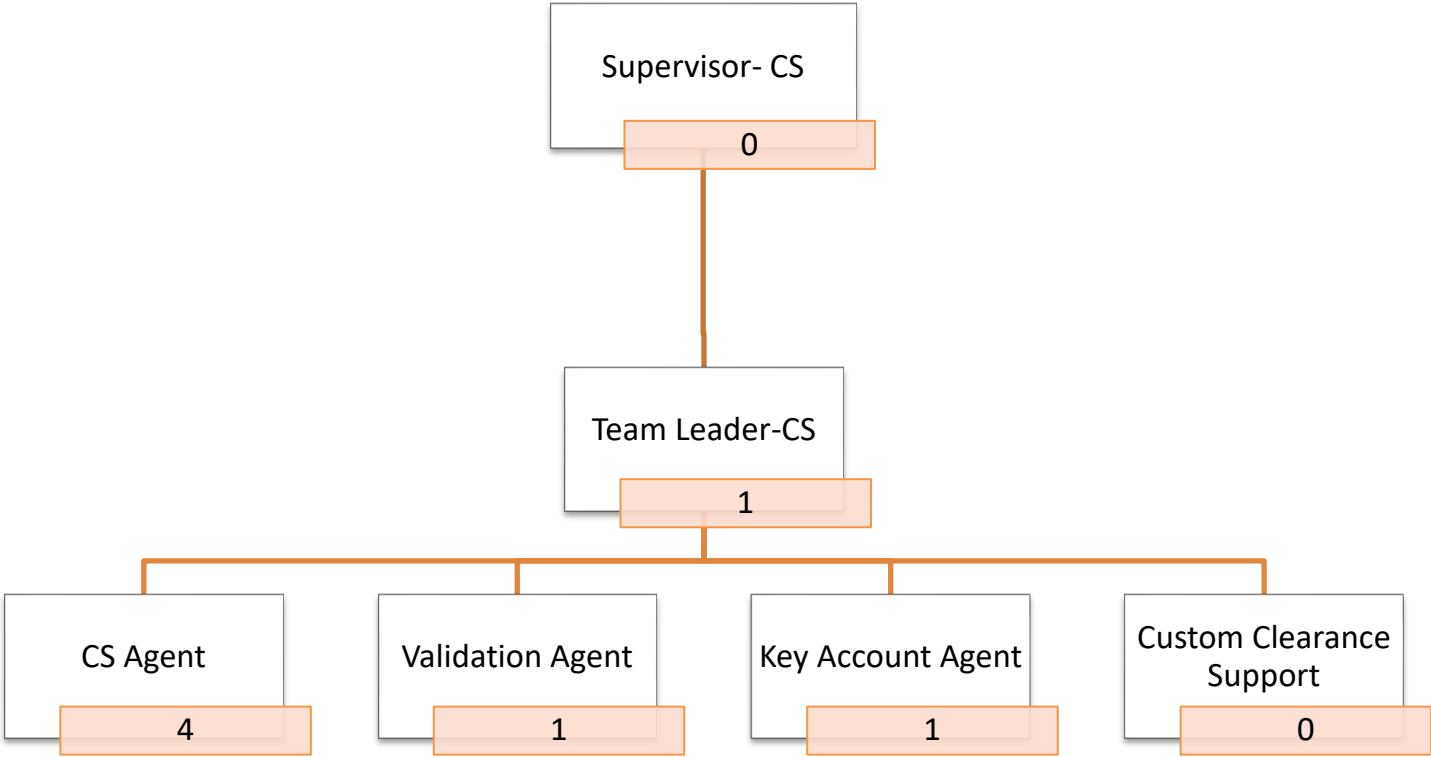 Supervisor- CS
0
Team Leader-CS
1
CS Agent
4
Validation Agent
1
Key Account Agent
1
Custom Clearance
Support
0